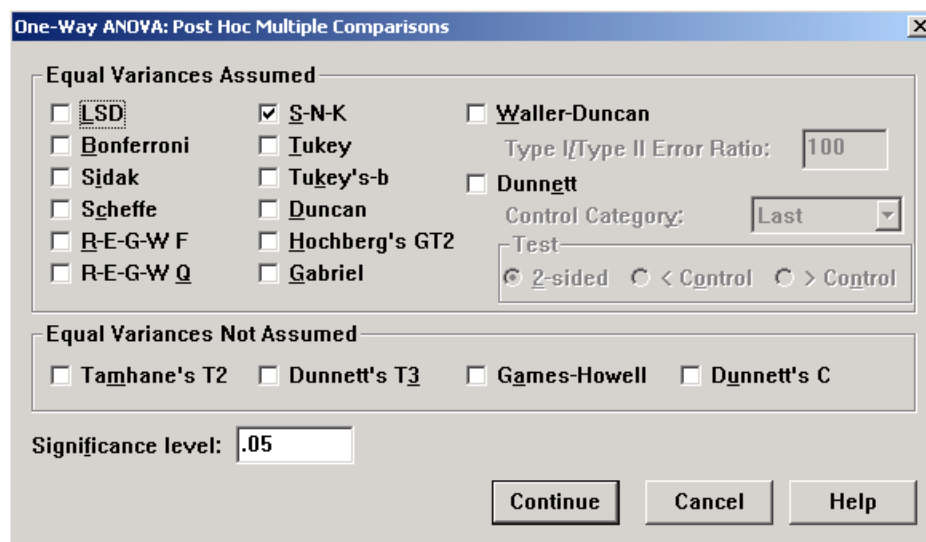 One-Way ANOVA: Post Hoc Multiple Comparisons
Equal Variances Assumed
LSD
Bonferroni
Sidak
Scheffe
R-E-G-W F
R-E-G-W Q
S-N-K
Tukey
Tukey's-b
Duncan
Hochberg's GT2
Gabriel
Waller-Duncan
Type I/Type II Error Ratio: 100
Dunnett
Control Category: Last
Test
2-sided < Control > Control
Equal Variances Not Assumed
Tamhane's T2 Dunnett's T3 Games-Howell Dunnett's C
Significance level: .05
Continue Cancel Help